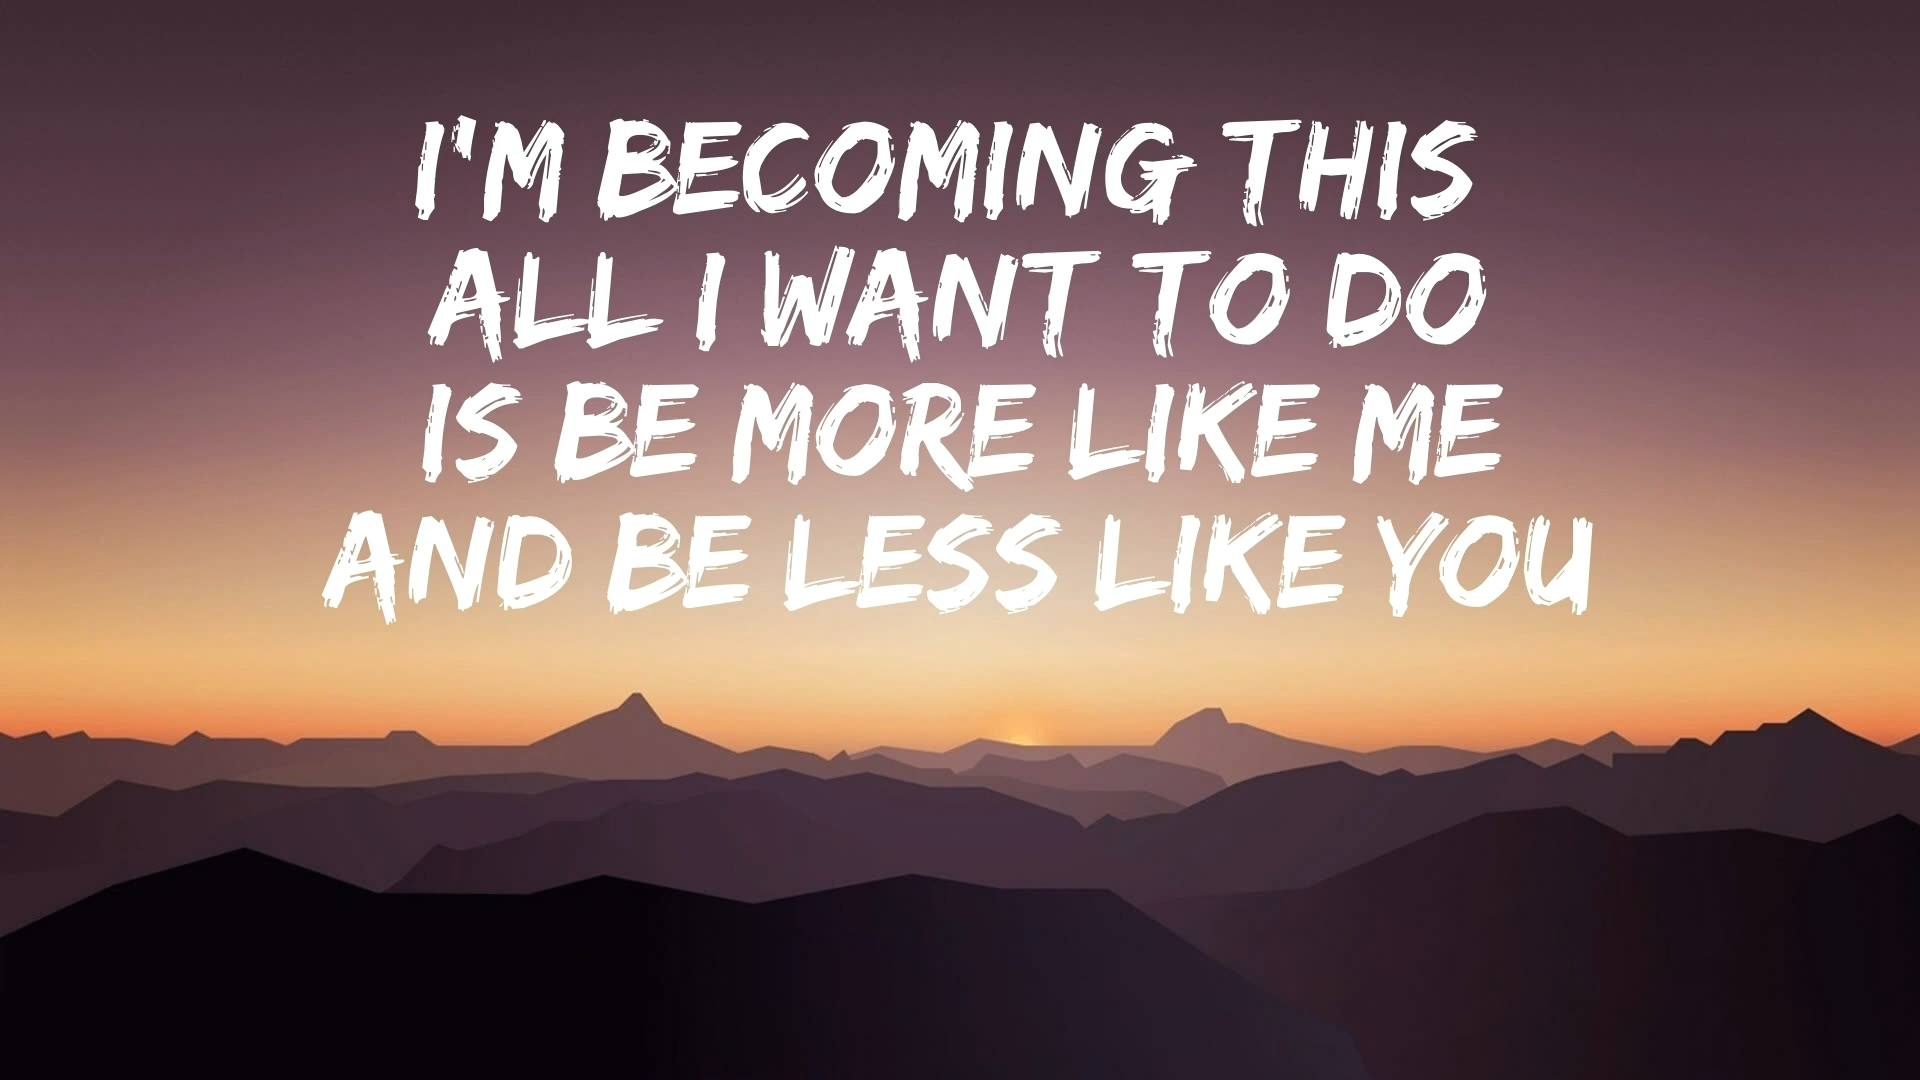 I'M BECOMING THIS
ALL I WANT TO DO
IS BE MORE LIKE ME
AND BE LESS LIKE YOU